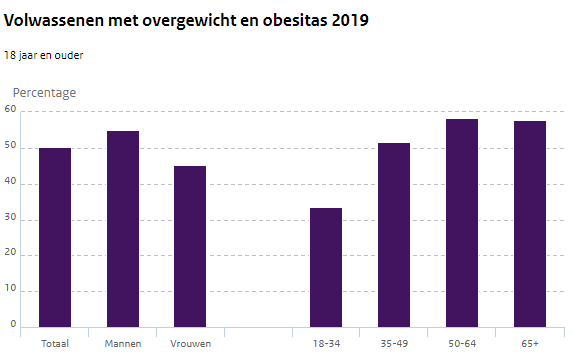 Volwassenen met overgewicht en obesitas 2019
18 jaar en ouder
Percentage
60
50
40
30
20
10
0
Totaal Mannen Vrouwen 18-34 35-49 50-64 65+